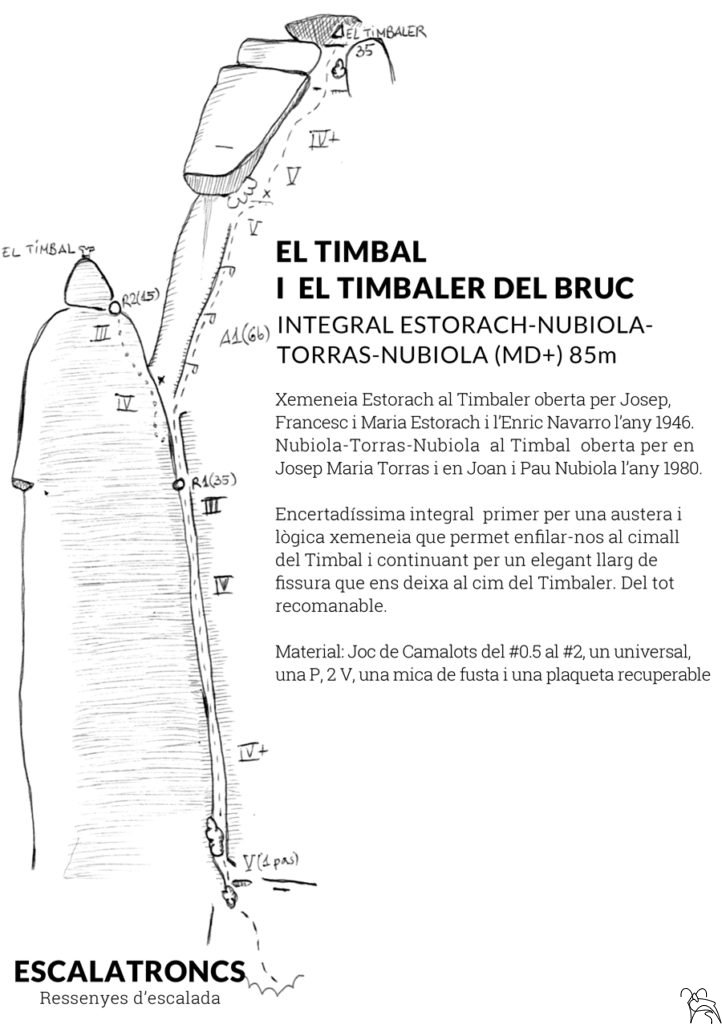 EL TIMBALER
35
IV+
V
V
EL TIMBAL
R2(15)
III
A1(6b)
IV
R1(35)
III
IV
IV+
V(1 pas)
EL TIMBAL
I EL TIMBALER DEL BRUC
INTEGRAL ESTORACH-NUBIOLA-
TORRAS-NUBIOLA (MD+) 85m
Xemeneia Estorach al Timbaler oberta per Josep,
Francesc i Maria Estorach i l’Enric Navarro l’any 1946.
Nubiola-Torras-Nubiola al Timbal oberta per en
Josep Maria Torras i en Joan i Pau Nubiola l’any 1980.
Encertadíssima integral primer per una austera i
lògica xemeneia que permet enfilar-nos al cimall
del Timbal i continuant per un elegant llarg de
fissura que ens deixa al cim del Timbaler. Del tot
recomanable.
Material: Joc de Camalots del #0.5 al #2, un universal,
una P, 2 V, una mica de fusta i una plaqueta recuperable
ESCALATRONCS
Ressenyes d’escalada